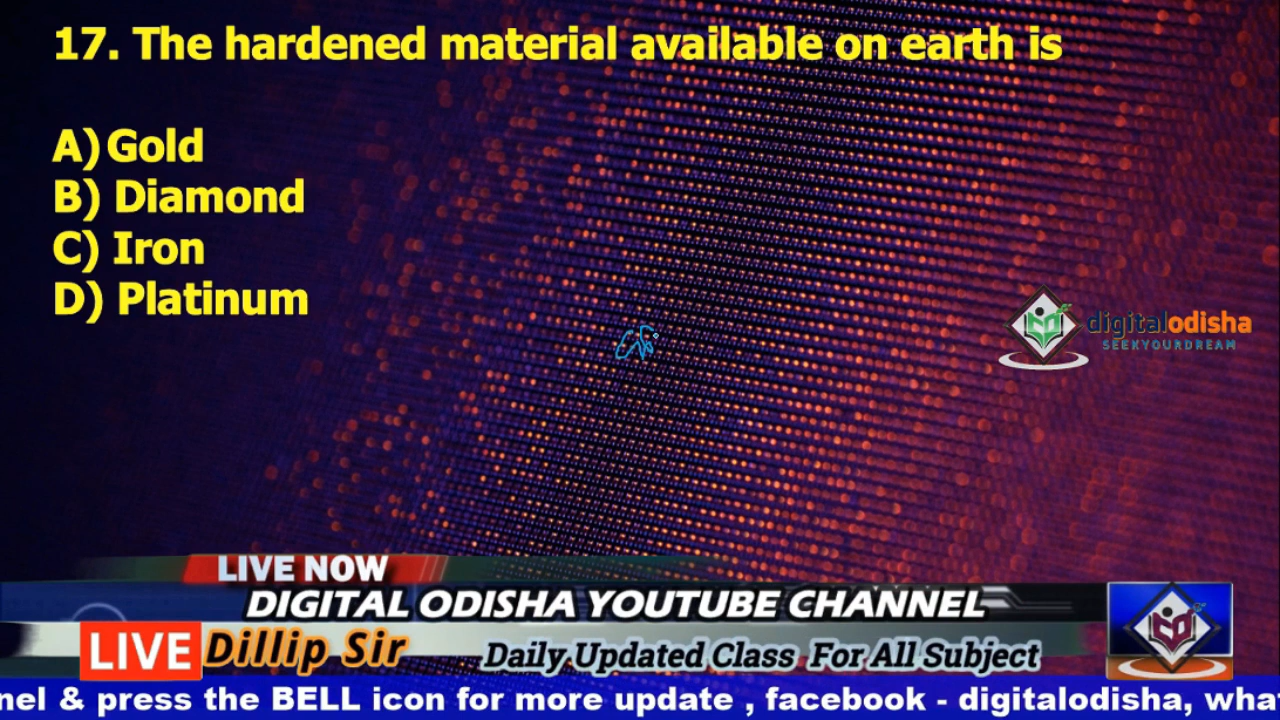 17. The hardened material available on earth is
A) Gold
B) Diamond
C) Iron
D) Platinum
digitalodisha
SEEKYOURDREAM
LIVE NOW
DIGITAL ODISHA YOUTUBE CHANNEL
LIVE Dillip Sir Daily Updated Class For All Subject
nel & press the BELL icon for more update , facebook - digitalodisha, wha